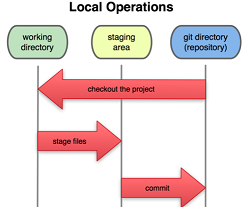 Local Operations
working
directory
staging
area
git directory
(repository)
checkout the project
stage files
commit